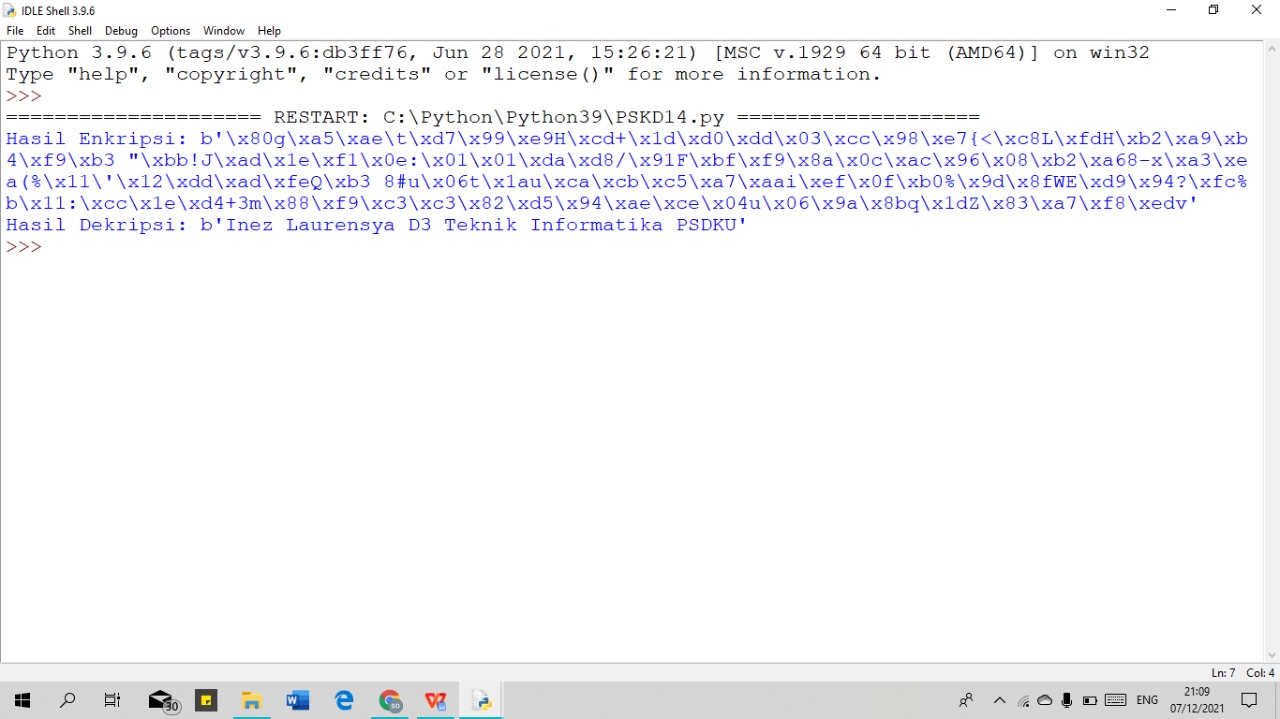 IDLE Shell 3.9.6
File Edit Shell Debug Options Window Help
Python 3.9.6 (tags/v3.9.6:db3ff76, Jun 28 2021, 15:26:21) [MSC v.1929 64 bit (AMD64)] on win32
Type "help", "copyright", "credits" or "license()" for more information.
>>>
===================== RESTART: C:\Python\Python39\PSKD14.py ====================
Hasil Enkripsi: b'\x80g\xa5\xae\t\xd7\x99\xe9H\xcd+\x1d\xd0\xdd\x03\xcc\x98\xe7{<\xc8L\xfdH\xb2\xa9\xb
4\xf9\xb3 "\xbb!J\xad\x1e\xf1\x0e:\x01\x01\xda\xd8/\x91F\xbf\xf9\x8a\x0c\xac\x96\x08\xb2\xa68-x\xa3\xe
a(%\x11\'\x12\xdd\xad\xfeQ\xb3 8#u\x06t\x1au\xca\xcb\xc5\xa7\xaai\xef\x0f\xb0%\x9d\x8fWE\xd9\x94?\xfc%
b\x11:\xcc\x1e\xd4+3m\x88\xf9\xc3\xc3\x82\xd5\x94\xae\xce\x04u\x06\x9a\x8bq\x1dZ\x83\xa7\xf8\xedv'
Hasil Dekripsi: b'Inez Laurensya D3 Teknik Informatika PSDKU'
>>>
Ln: 7 Col: 4
30
ENG
21:09
07/12/2021